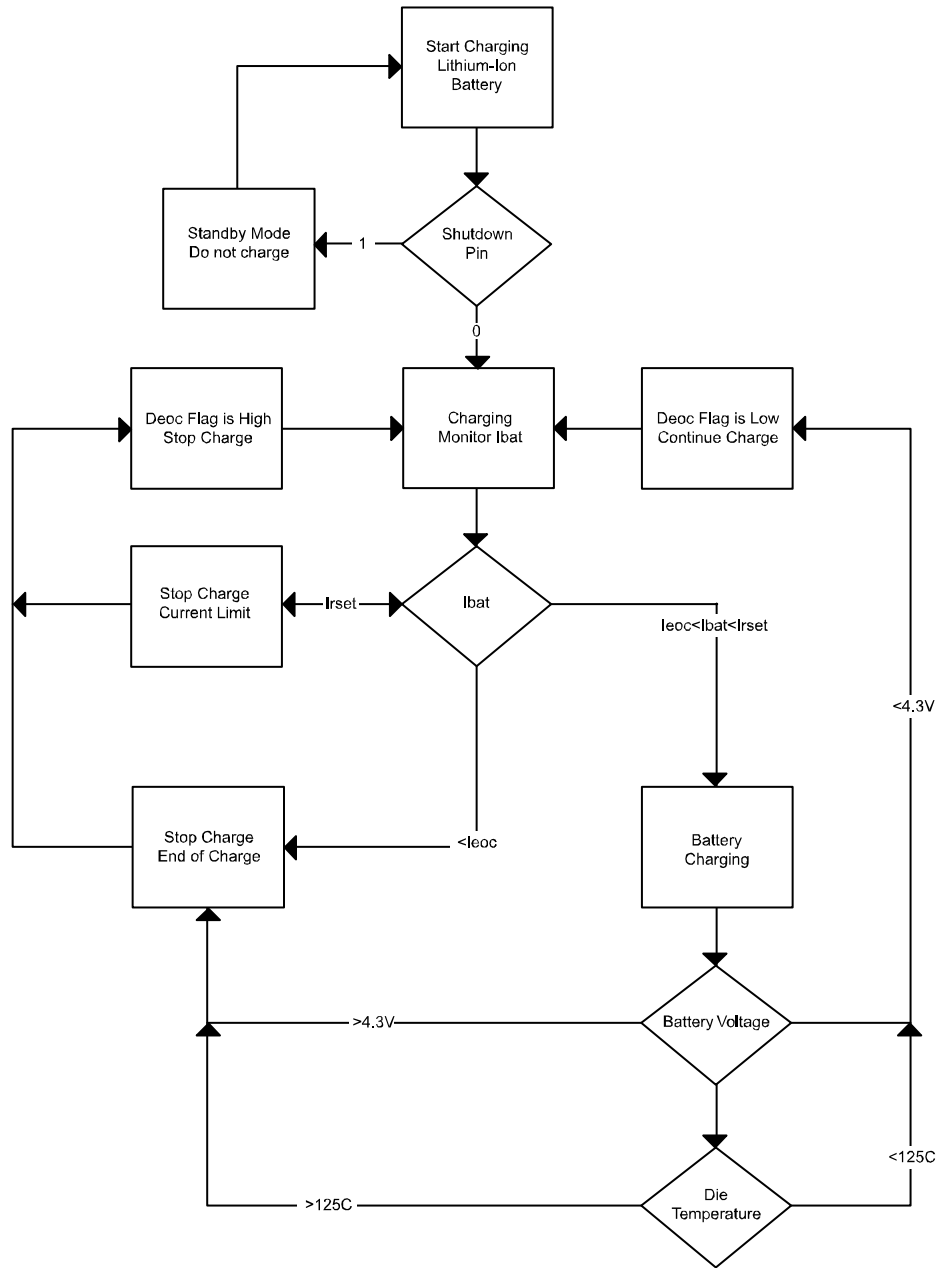 Start Charging
Lithium-Ion
Battery
Standby Mode
Do not charge
1
Shutdown
Pin
0
Deoc Flag is High
Stop Charge
Charging
Monitor Ibat
Deoc Flag is Low
Continue Charge
Stop Charge
Current Limit
Irset
Ibat
Ieoc<Ibat<Irset
<4.3V
Stop Charge
End of Charge
<Ieoc
Battery
Charging
>4.3V
Battery Voltage
<125C
>125C
Die
Temperature